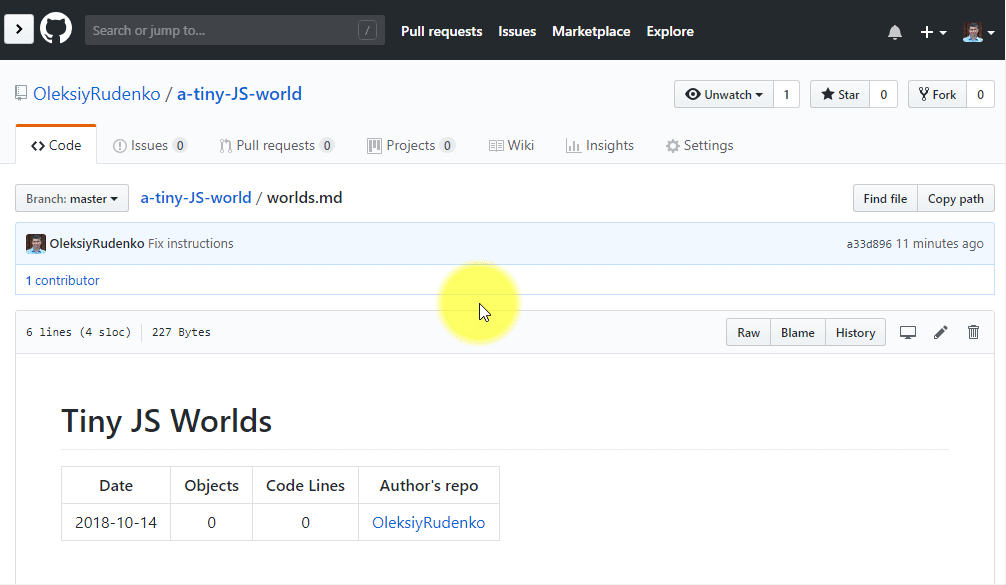 Search or jump to... / Pull requests Issues Marketplace Explore
OleksiyRudenko / a-tiny-JS-world Unwatch 1 Star 0 Fork 0
Code Issues 0 Pull requests 0 Projects 0 Wiki Insights Settings
Branch: master a-tiny-JS-world / worlds.md Find file Copy path
OleksiyRudenko Fix instructions a33d896 11 minutes ago
1 contributor
6 lines (4 sloc) 227 Bytes Raw Blame History
Tiny JS Worlds
Date Objects Code Lines Author's repo
2018-10-14 0 0 OleksiyRudenko